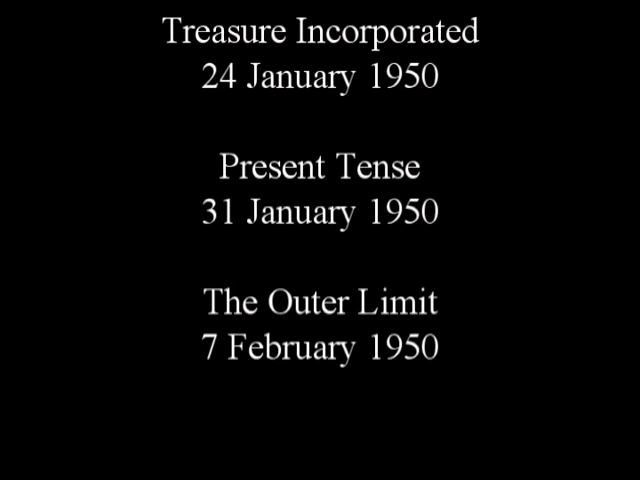 Treasure Incorporated
24 January 1950
Present Tense
31 January 1950
The Outer Limit
7 February 1950